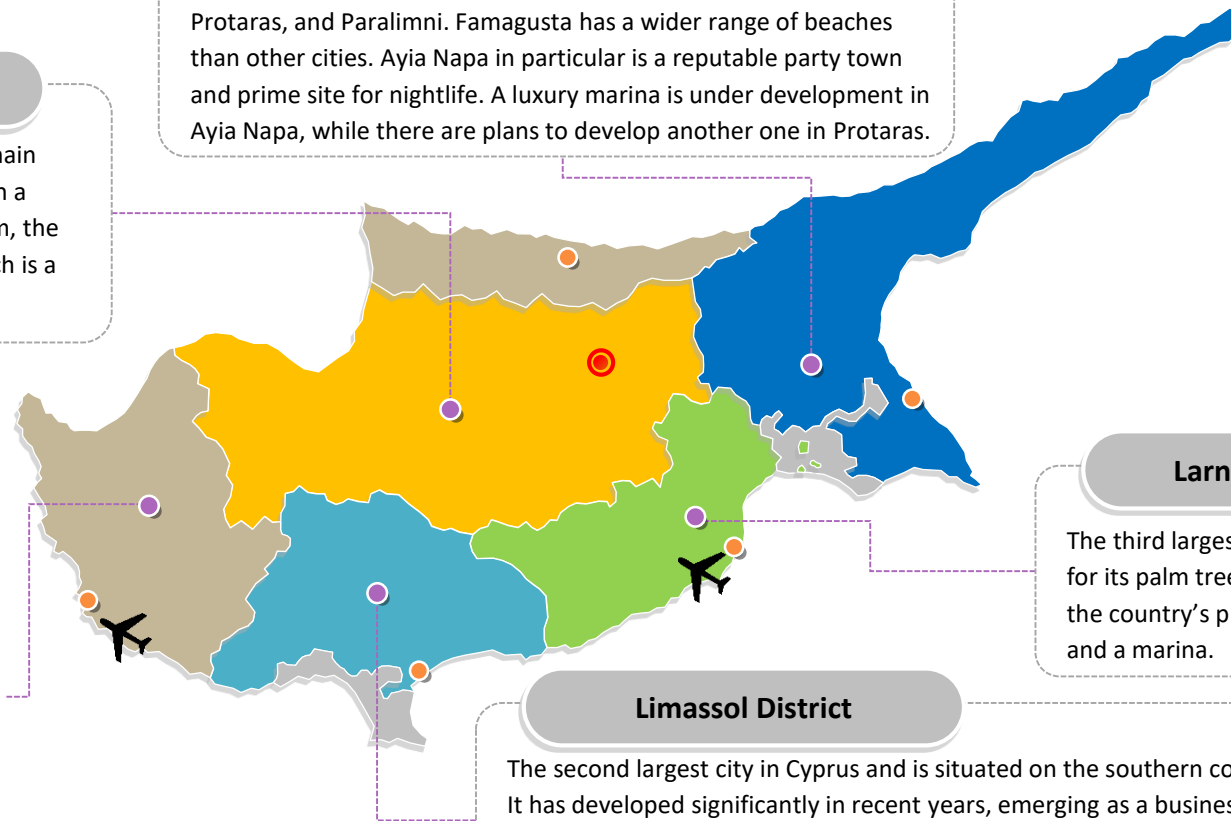 Protaras, and Paralimni. Famagusta has a wider range of beaches
than other cities. Ayia Napa in particular is a reputable party town
and prime site for nightlife. A luxury marina is under development in
Ayia Napa, while there are plans to develop another one in Protaras.
a
, the
is a
Larn
The third larges
for its palm tree
the country's p
and a marina.
Limassol District
The second largest city in Cyprus and is situated on the southern co
It has developed significantly in recent years, emerging as a busines